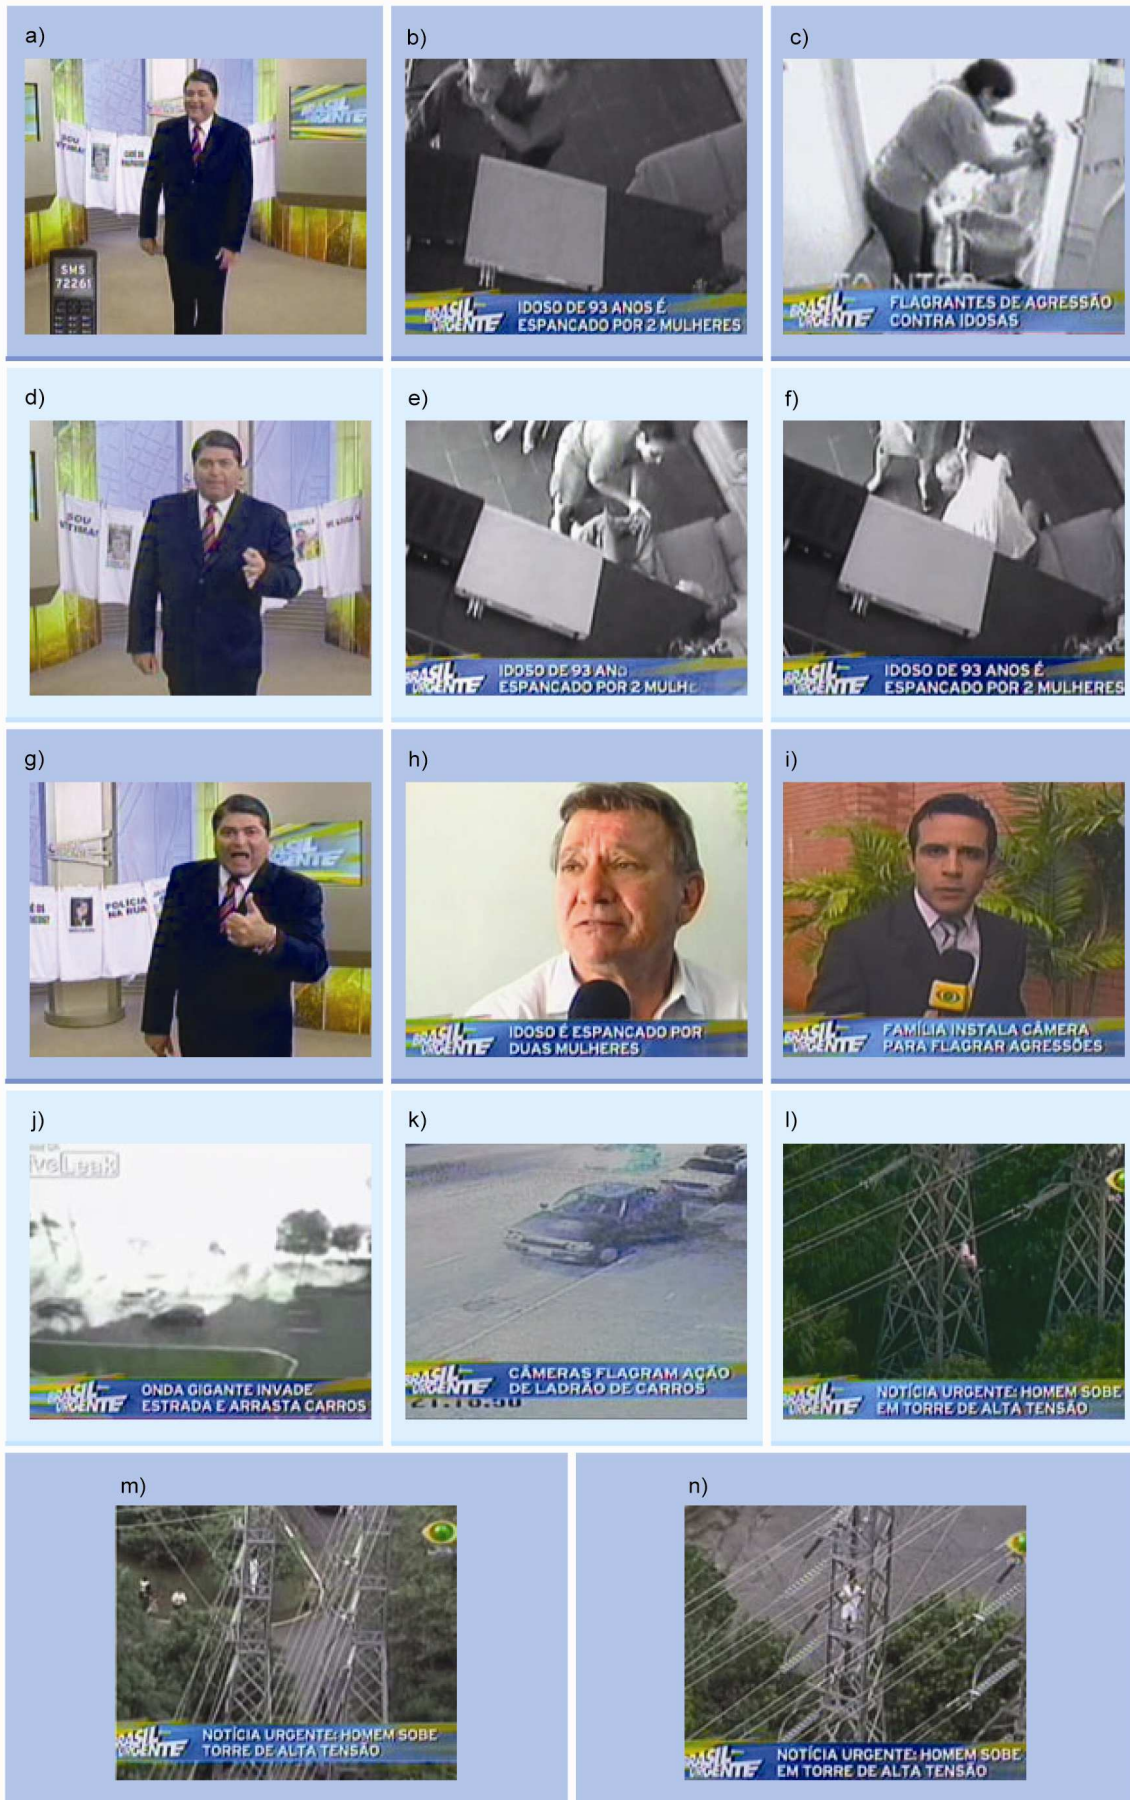 a)
SOU
VÍTIMA!
BRASIL
URGENTE
SMS
72261
b)
BRASIL
URGENTE
IDOSO DE 93 ANOS É
ESPANCADO POR 2 MULHERES
c)
BRASIL
URGENTE
FLAGRANTES DE AGRESSÃO
CONTRA IDOSAS
d)
SOU
VÍTIMA!
e)
BRASIL
URGENTE
IDOSO DE 93 ANO
ESPANCADO POR 2 MULHE
f)
BRASIL
URGENTE
IDOSO DE 93 ANOS É
ESPANCADO POR 2 MULHERES
g)
POLÍCIA
NA RUA
h)
BRASIL
URGENTE
IDOSO É ESPANCADO POR
DUAS MULHERES
i)
BRASIL
URGENTE
FAMÍLIA INSTALA CÂMERA
PARA FLAGRAR AGRESSÕES
j)
iveLeak
BRASIL
URGENTE
ONDA GIGANTE INVADE
ESTRADA E ARRASTA CARROS
k)
BRASIL
URGENTE
CÂMERAS FLAGRAM AÇÃO
DE LADRÃO DE CARROS
l)
BRASIL
URGENTE
NOTÍCIA URGENTE: HOMEM SOBE
EM TORRE DE ALTA TENSÃO
m)
BRASIL
URGENTE
NOTÍCIA URGENTE: HOMEM SOBE
TORRE DE ALTA TENSÃO
n)
BRASIL
URGENTE
NOTÍCIA URGENTE: HOMEM SOBE
EM TORRE DE ALTA TENSÃO